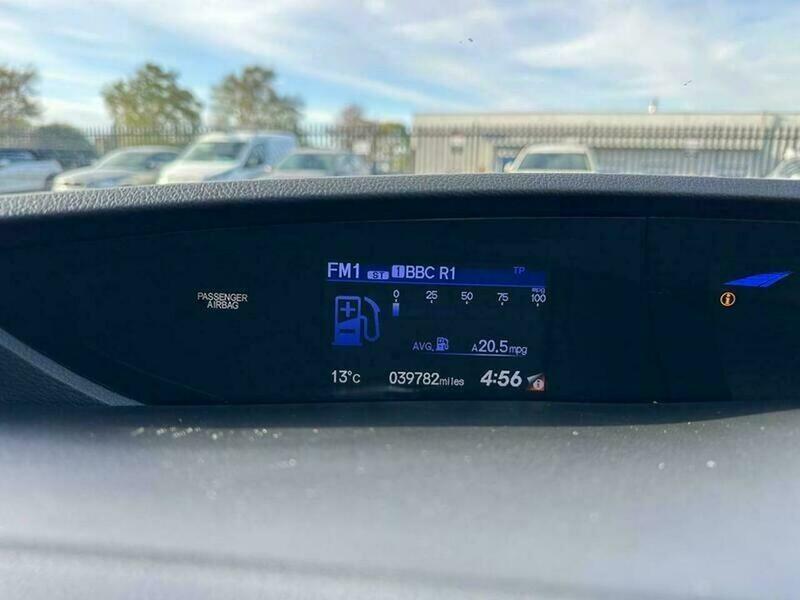 FM1 ST 1 BBC R1 TP
mpg
0 25 50 75 100
PASSENGER
AIRBAG
AVG. A20.5mpg
13°C 039782miles 4:56